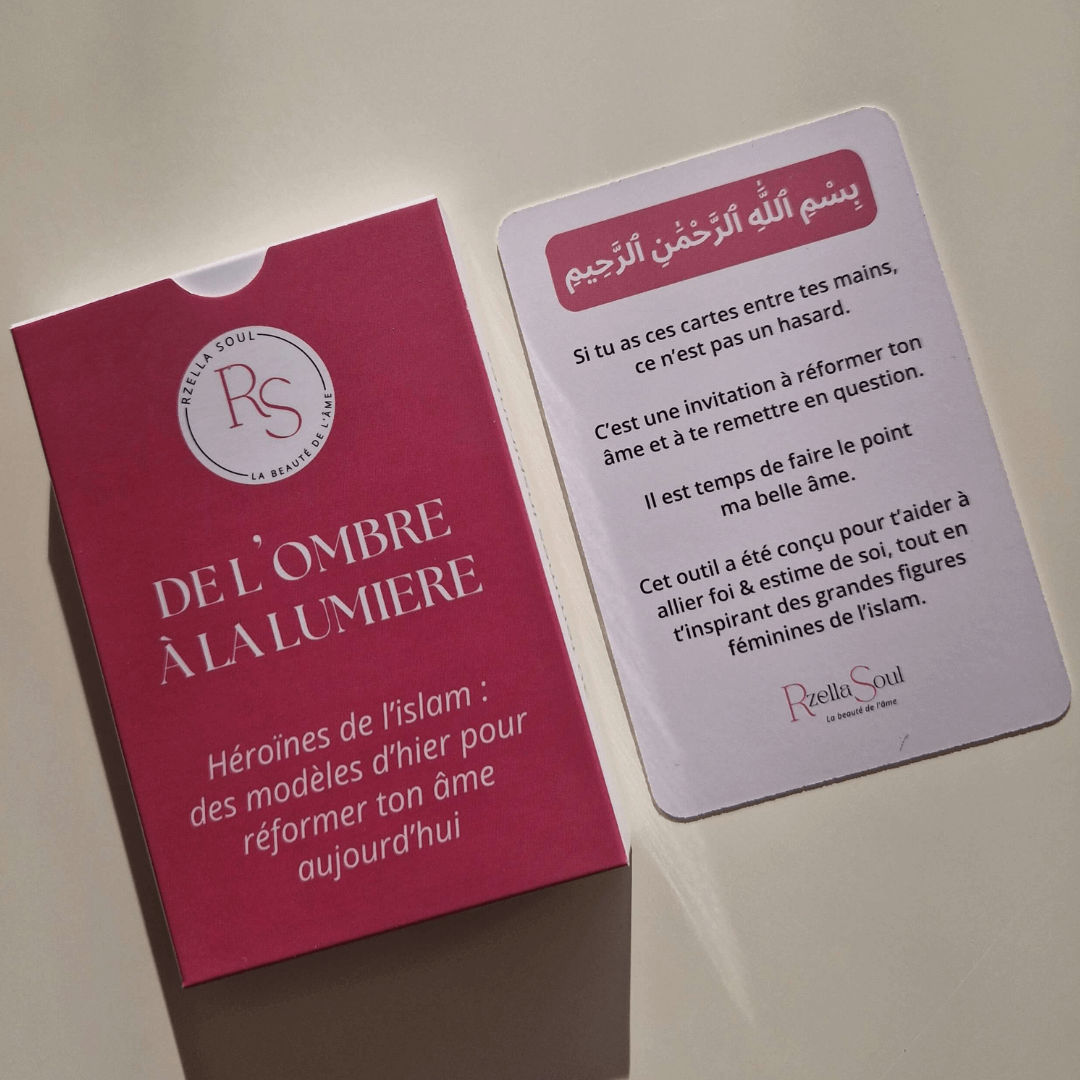 RZELLA SOUL
RS
LA BEAUTÉ DE L'ÂME
DE L'OMBRE
À LA LUMIERE
Héroïnes de l'islam :
des modèles d'hier pour
réformer ton âme
aujourd'hui
بِسْمِ ٱللَّٰهِ ٱلرَّحْمَٰنِ ٱلرَّحِيمِ
Si tu as ces cartes entre tes mains,
ce n'est pas un hasard.
C'est une invitation à réformer ton
âme et à te remettre en question.
Il est temps de faire le point
ma belle âme.
Cet outil a été conçu pour t'aider à
allier foi & estime de soi, tout en
t'inspirant des grandes figures
féminines de l'islam.
Rzella Soul
La beauté de l'âme